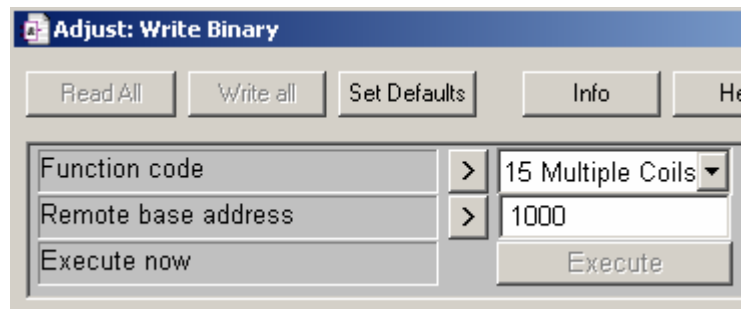 Adjust: Write Binary
Read All Write all Set Defaults Info He
Function code > 15 Multiple Coils
Remote base address > 1000
Execute now Execute